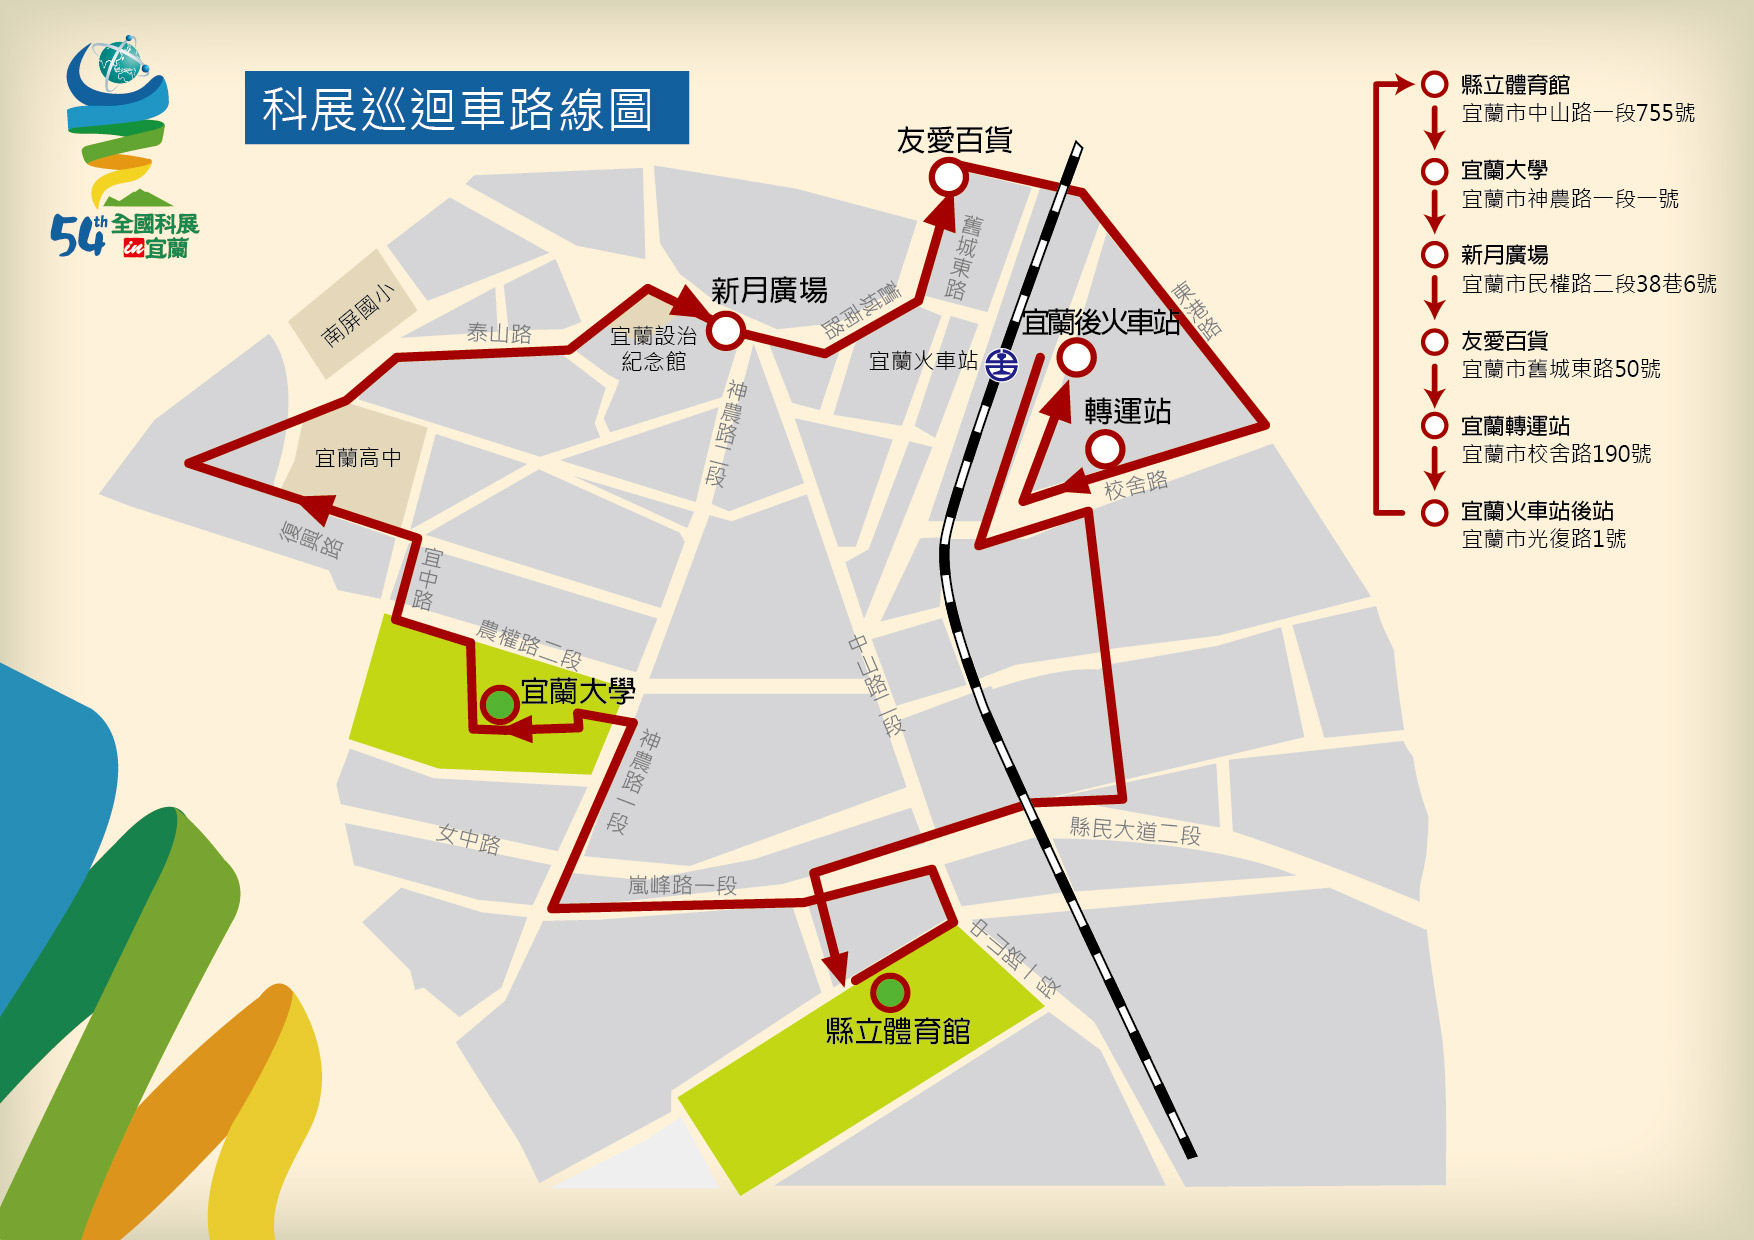 科展巡迴車路線圖
54th 全國科展
in 宜蘭
縣立體育館
宜蘭市中山路一段755號
宜蘭大學
宜蘭市神農路一段一號
新月廣場
宜蘭市民權路二段38巷6號
友愛百貨
宜蘭市舊城東路50號
宜蘭轉運站
宜蘭市校舍路190號
宜蘭火車站後站
宜蘭市光復路1號
友愛百貨
舊城東路
南屏國小
新月廣場
舊城南路
東港路
泰山路
宜蘭設治
紀念館
宜蘭後火車站
宜蘭火車站
轉運站
神農路二段
宜蘭高中
校舍路
復興路
宜中路
農權路二段
中山路二段
宜蘭大學
神農路一段
女中路
縣民大道二段
嵐峰路一段
中山路一段
縣立體育館